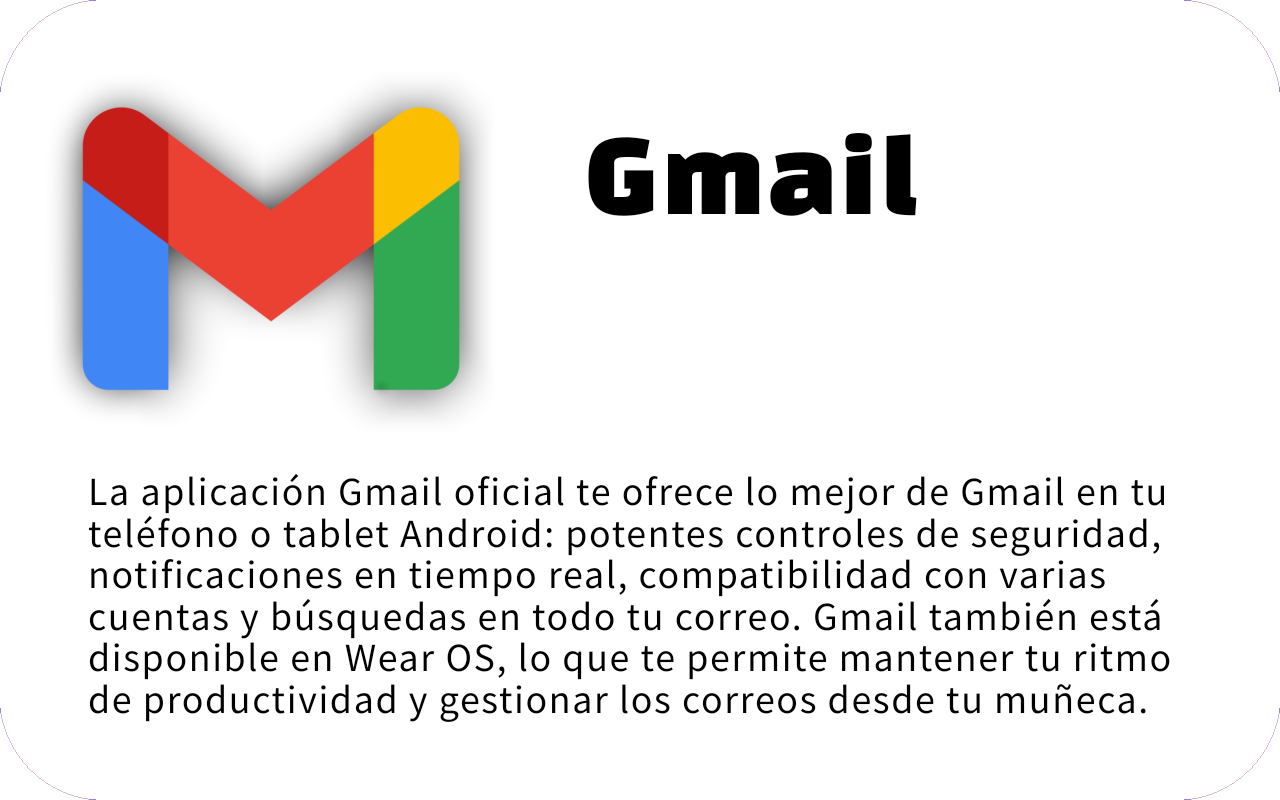 Gmail
La aplicación Gmail oficial te ofrece lo mejor de Gmail en tu
teléfono o tablet Android: potentes controles de seguridad,
notificaciones en tiempo real, compatibilidad con varias
cuentas y búsquedas en todo tu correo. Gmail también está
disponible en Wear OS, lo que te permite mantener tu ritmo
de productividad y gestionar los correos desde tu muñeca.